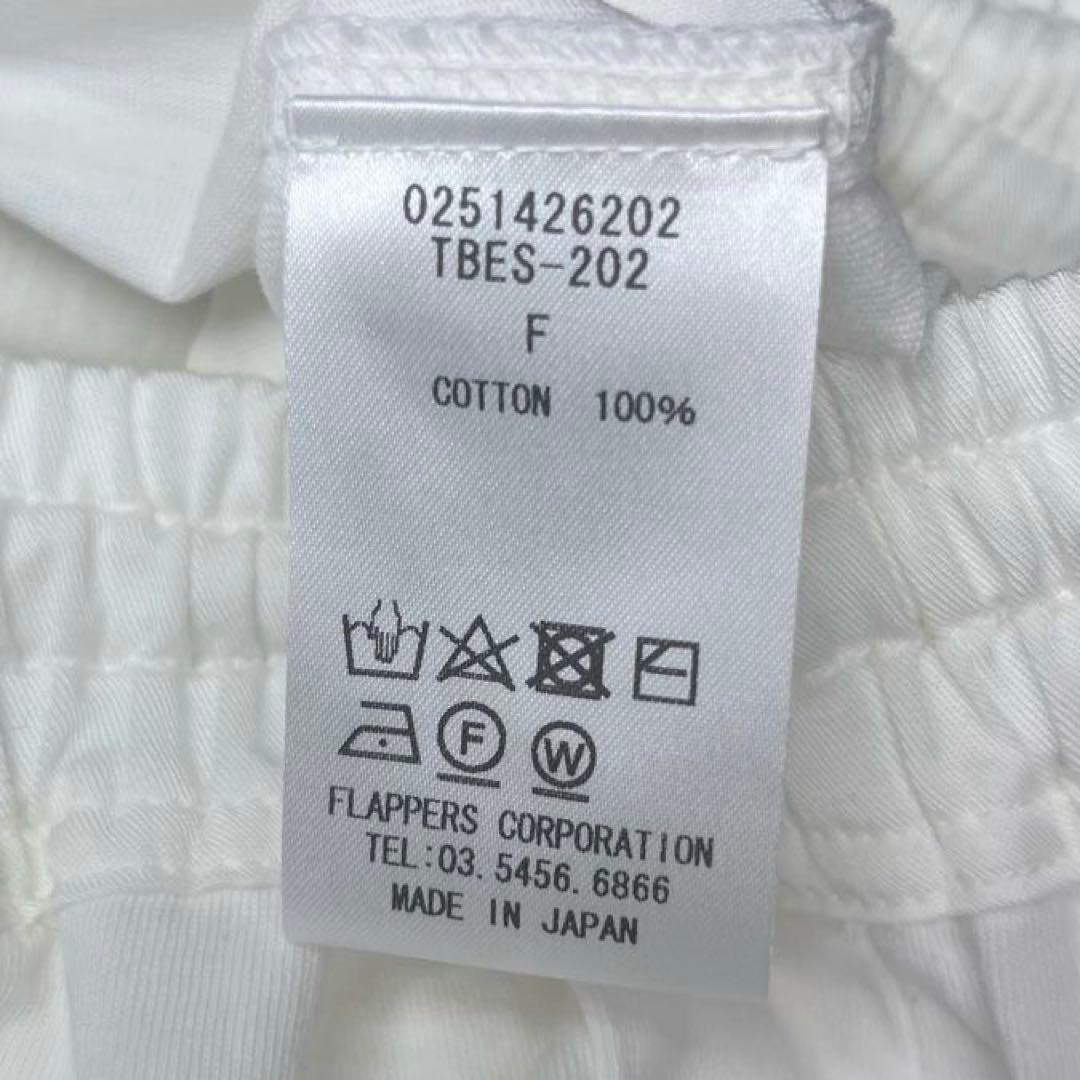 0251426202
TBES-202
F
COTTON 100%
F W
FLAPPERS CORPORATION
TEL:03.5456.6866
MADE IN JAPAN